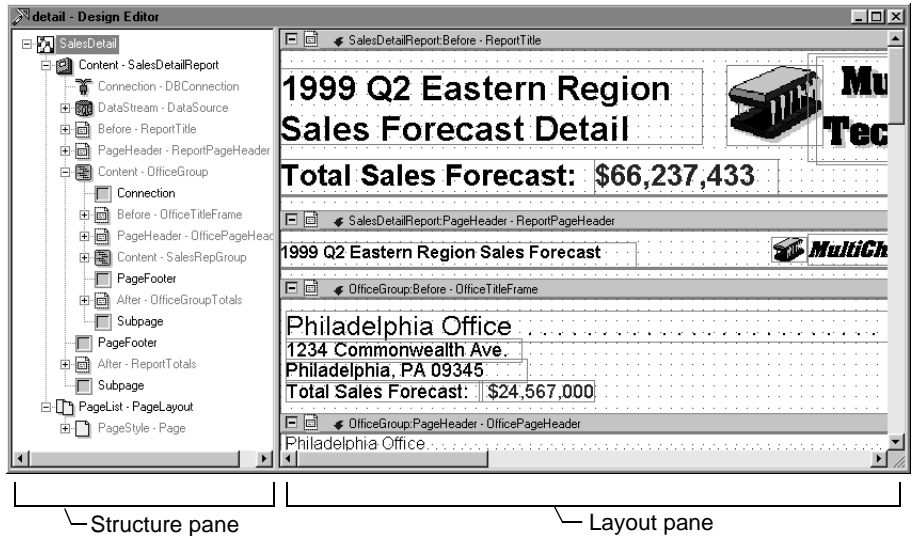 detail - Design Editor
SalesDetail
Content - SalesDetailReport
Connection - DBConnection
DataStream - DataSource
Before - ReportTitle
PageHeader - ReportPageHeader
Content - OfficeGroup
Connection
Before - OfficeTitleFrame
PageHeader - OfficePageHeac
Content - SalesRepGroup
PageFooter
After - OfficeGroupTotals
Subpage
PageFooter
After - ReportTotals
Subpage
PageList - PageLayout
PageStyle - Page
SalesDetailReport:Before - ReportTitle
1999 Q2 Eastern Region
Sales Forecast Detail
Mu
Tec
Total Sales Forecast: $66,237,433
SalesDetailReport:PageHeader - ReportPageHeader
1999 Q2 Eastern Region Sales Forecast
MultiCh
OfficeGroup:Before - OfficeTitleFrame
Philadelphia Office
1234 Commonwealth Ave.
Philadelphia, PA 09345
Total Sales Forecast: $24,567,000
OfficeGroup:PageHeader - OfficePageHeader
Philadelphia Office
Structure pane
Layout pane